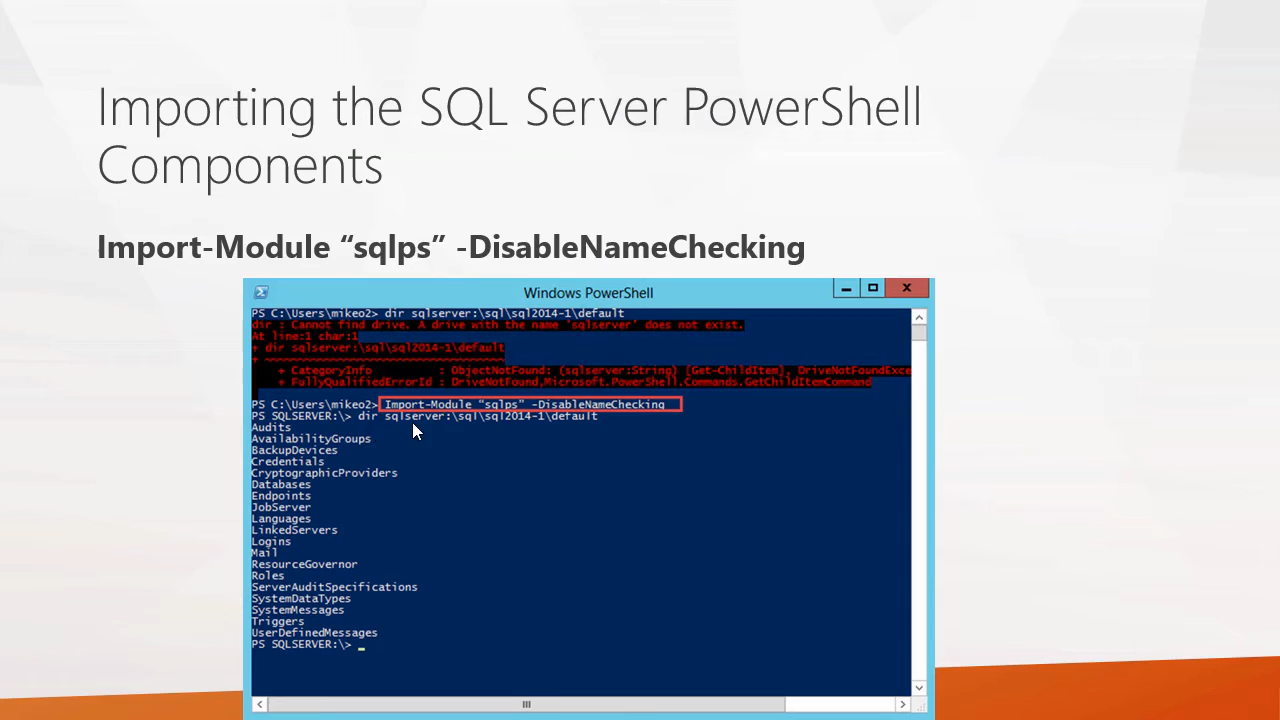 Importing the SQL Server PowerShell
Components
Import-Module “sqlps” -DisableNameChecking
Windows PowerShell
PS C:\Users\mikeo2> dir sqlserver:\sql\sql2014-1\default
dir : Cannot find drive. A drive with the name 'sqlserver' does not exist.
At line:1 char:1
+ dir sqlserver:\sql\sql2014-1\default
+ ~~~~~~~~~~~~~~~~~~~~~~~~~~~~~~~~~~~~
+ CategoryInfo : ObjectNotFound: (sqlserver:String) [Get-ChildItem], DriveNotFoundExce
+ FullyQualifiedErrorId : DriveNotFound,Microsoft.PowerShell.Commands.GetChildItemCommand
PS C:\Users\mikeo2> Import-Module “sqlps” -DisableNameChecking
PS SQLSERVER:\> dir sqlserver:\sql\sql2014-1\default
Audits
AvailabilityGroups
BackupDevices
Credentials
CryptographicProviders
Databases
Endpoints
JobServer
Languages
LinkedServers
Logins
Mail
ResourceGovernor
Roles
ServerAuditSpecifications
SystemDataTypes
SystemMessages
Triggers
UserDefinedMessages
PS SQLSERVER:\> _